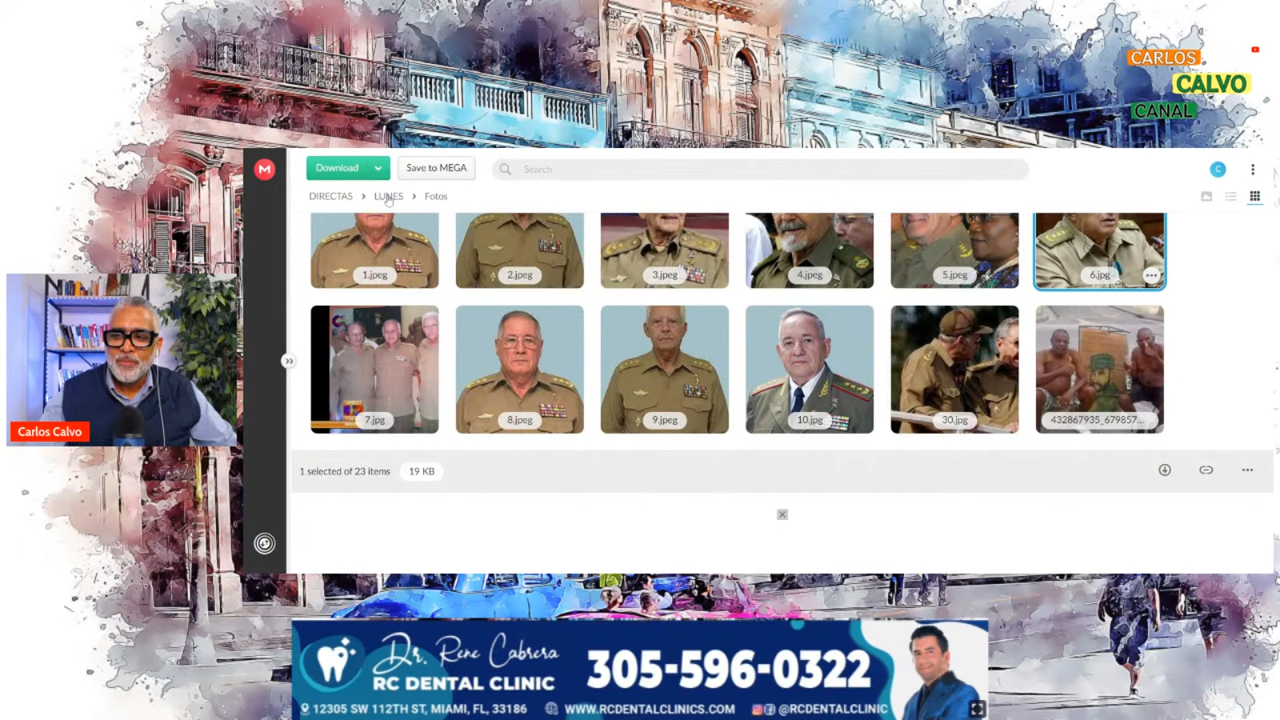 CARLOS
CALVO
CANAL
M
Download
Save to MEGA
Search
C
DIRECTAS > LUNES > Fotos
1.jpeg
2.jpeg
3.jpeg
4.jpeg
5.jpeg
6.jpg
7.jpg
8.jpeg
9.jpeg
10.jpg
30.jpg
432867935_679857...
Carlos Calvo
1 selected of 23 items
19 KB
Dr. Rene Cabrera
RC DENTAL CLINIC
305-596-0322
12305 SW 112TH ST, MIAMI, FL, 33186
WWW.RCDENTALCLINICS.COM
@RCDENTALCLINIC